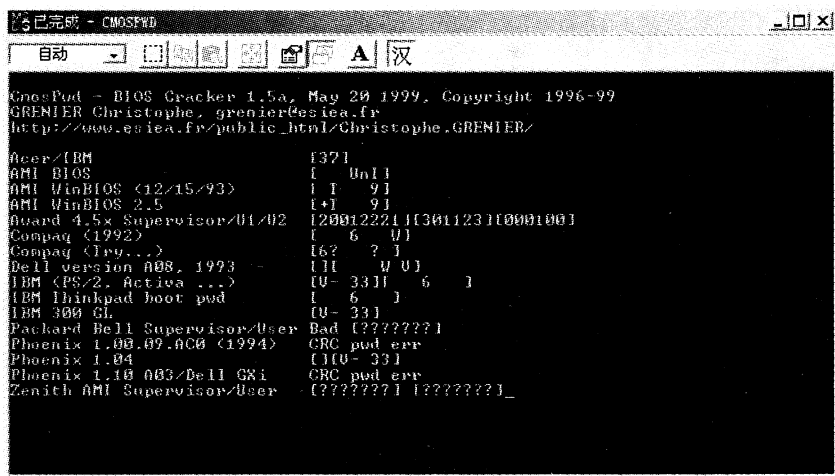 已完成 - CMOSPWD
自动 A 汉
CmosPwd - BIOS Cracker 1.5a, May 20 1999, Copyright 1996-99
GRENIER Christophe, grenier@esiea.fr
http://www.esiea.fr/public_html/Christophe.GRENIER/
Acer/IBM [37]
AMI BIOS [ UnI]
AMI WinBIOS (12/15/93) [ I 9]
AMI WinBIOS 2.5 [+I 9]
Award 4.5x Supervisor/U1/U2 [20012221][301123][000100]
Compaq (1992) [ 6 W]
Compaq (Try...) [6? ? ]
Dell version A08, 1993 [][ W V]
IBM (PS/2, Activa ...) [V- 33][ 6 ]
IBM Thinkpad boot pwd [ 6 ]
IBM 300 GL [V- 33]
Packard Bell Supervisor/User Bad [???????]
Phoenix 1.00.09.AC0 (1994) CRC pwd err
Phoenix 1.04 [][V- 33]
Phoenix 1.10 A03/Dell GXi CRC pwd err
Zenith AMI Supervisor/User [???????] [???????]_